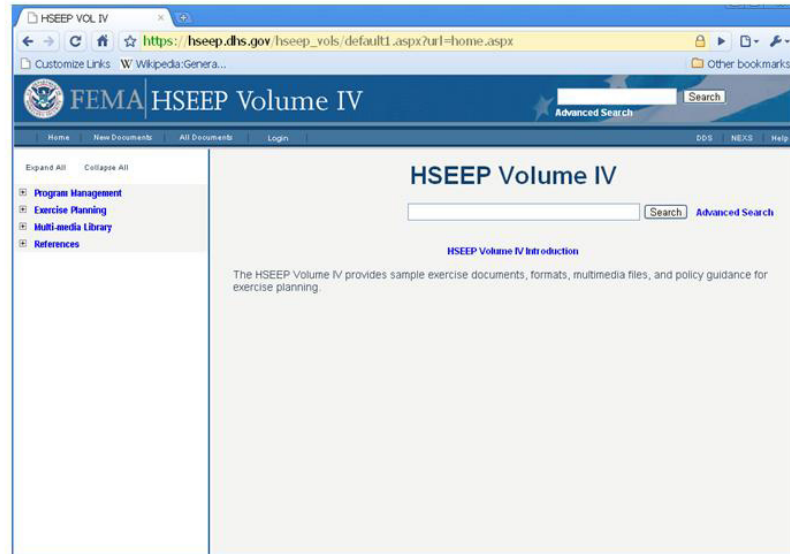 HSEEP VOL IV
https://hseep.dhs.gov/hseep_vols/default1.aspx?url=home.aspx
Customize Links Wikipedia:Genera... Other bookmarks
FEMA HSEEP Volume IV
Search
Advanced Search
Home New Documents All Documents Login DDS NEXS Help
Expand All Collapse All
Program Management
Exercise Planning
Multi-media Library
References
HSEEP Volume IV
Search Advanced Search
HSEEP Volume IV Introduction
The HSEEP Volume IV provides sample exercise documents, formats, multimedia files, and policy guidance for
exercise planning.